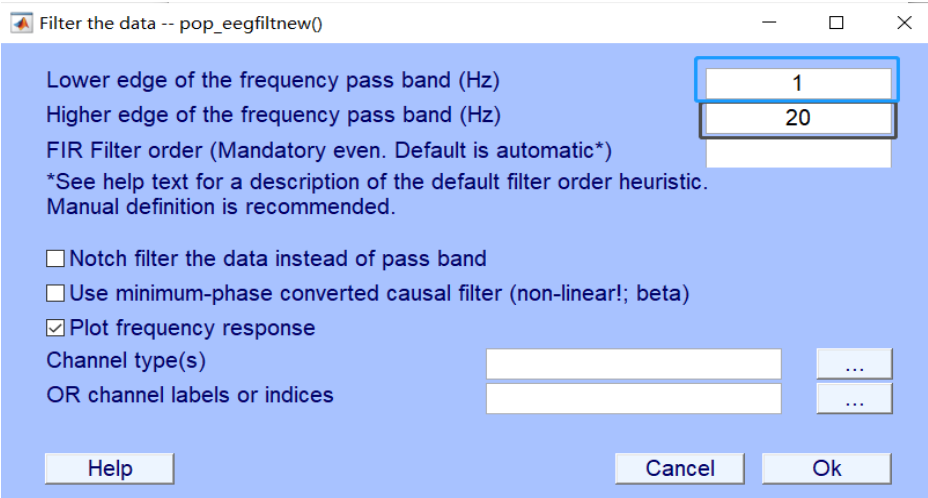 Filter the data -- pop_eegfiltnew()
Lower edge of the frequency pass band (Hz) 1
Higher edge of the frequency pass band (Hz) 20
FIR Filter order (Mandatory even. Default is automatic*)
*See help text for a description of the default filter order heuristic.
Manual definition is recommended.
Notch filter the data instead of pass band
Use minimum-phase converted causal filter (non-linear!; beta)
Plot frequency response
Channel type(s) ...
OR channel labels or indices ...
Help Cancel Ok